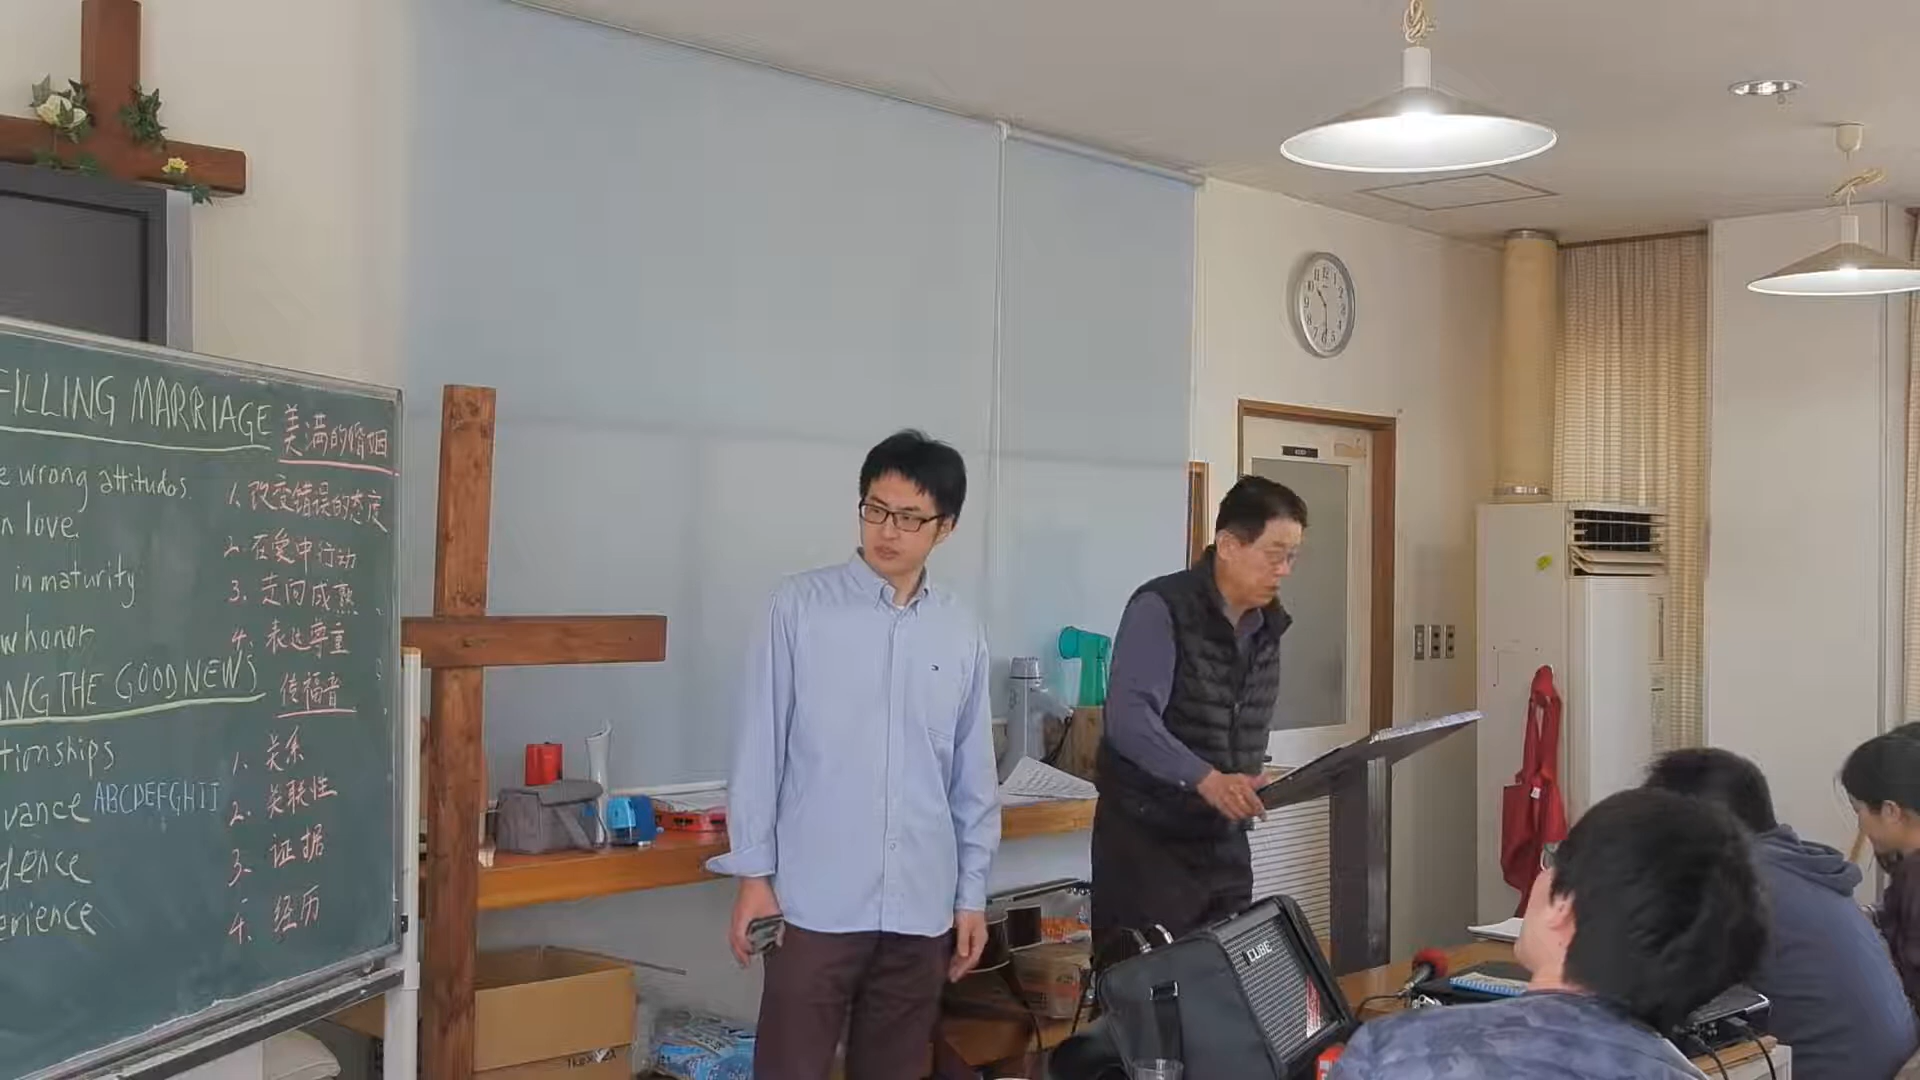 FILLING MARRIAGE 美满的婚姻
e wrong attitudos. 1. 改变错误的态度
n love. 2. 在爱中行动
in maturity 3. 走向成熟
w honor 4. 表达尊重
NG THE GOOD NEWS 传福音
tionships 1. 关系
vance ABCDEFGHIJ 2. 关联性
dence 3. 证据
erience 4. 经历
CUBE